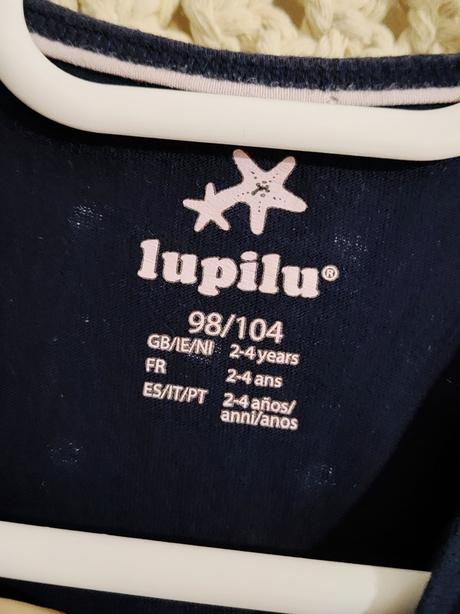 lupilu®
98/104
GB/IE/NI 2-4 years
FR 2-4 ans
ES/IT/PT 2-4 años/
anni/anos